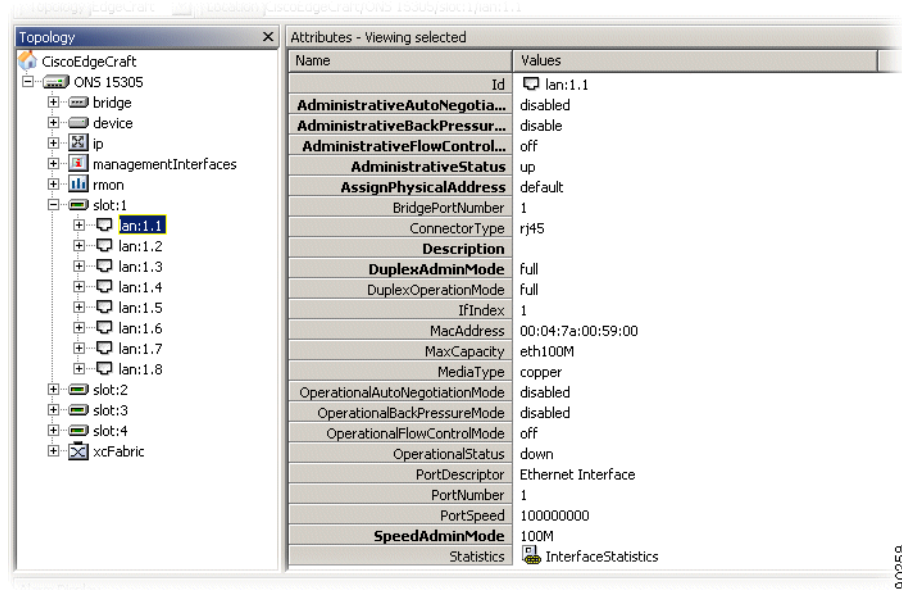 Topology
CiscoEdgeCraft
ONS 15305
bridge
device
ip
managementInterfaces
rmon
slot:1
lan:1.1
lan:1.2
lan:1.3
lan:1.4
lan:1.5
lan:1.6
lan:1.7
lan:1.8
slot:2
slot:3
slot:4
xcFabric
Attributes - Viewing selected
Name Values
Id lan:1.1
AdministrativeAutoNegotia... disabled
AdministrativeBackPressur... disable
AdministrativeFlowControl... off
AdministrativeStatus up
AssignPhysicalAddress default
BridgePortNumber 1
ConnectorType rj45
Description
DuplexAdminMode full
DuplexOperationMode full
IfIndex 1
MacAddress 00:04:7a:00:59:00
MaxCapacity eth100M
MediaType copper
OperationalAutoNegotiationMode disabled
OperationalBackPressureMode disabled
OperationalFlowControlMode off
OperationalStatus down
PortDescriptor Ethernet Interface
PortNumber 1
PortSpeed 100000000
SpeedAdminMode 100M
Statistics InterfaceStatistics
90259